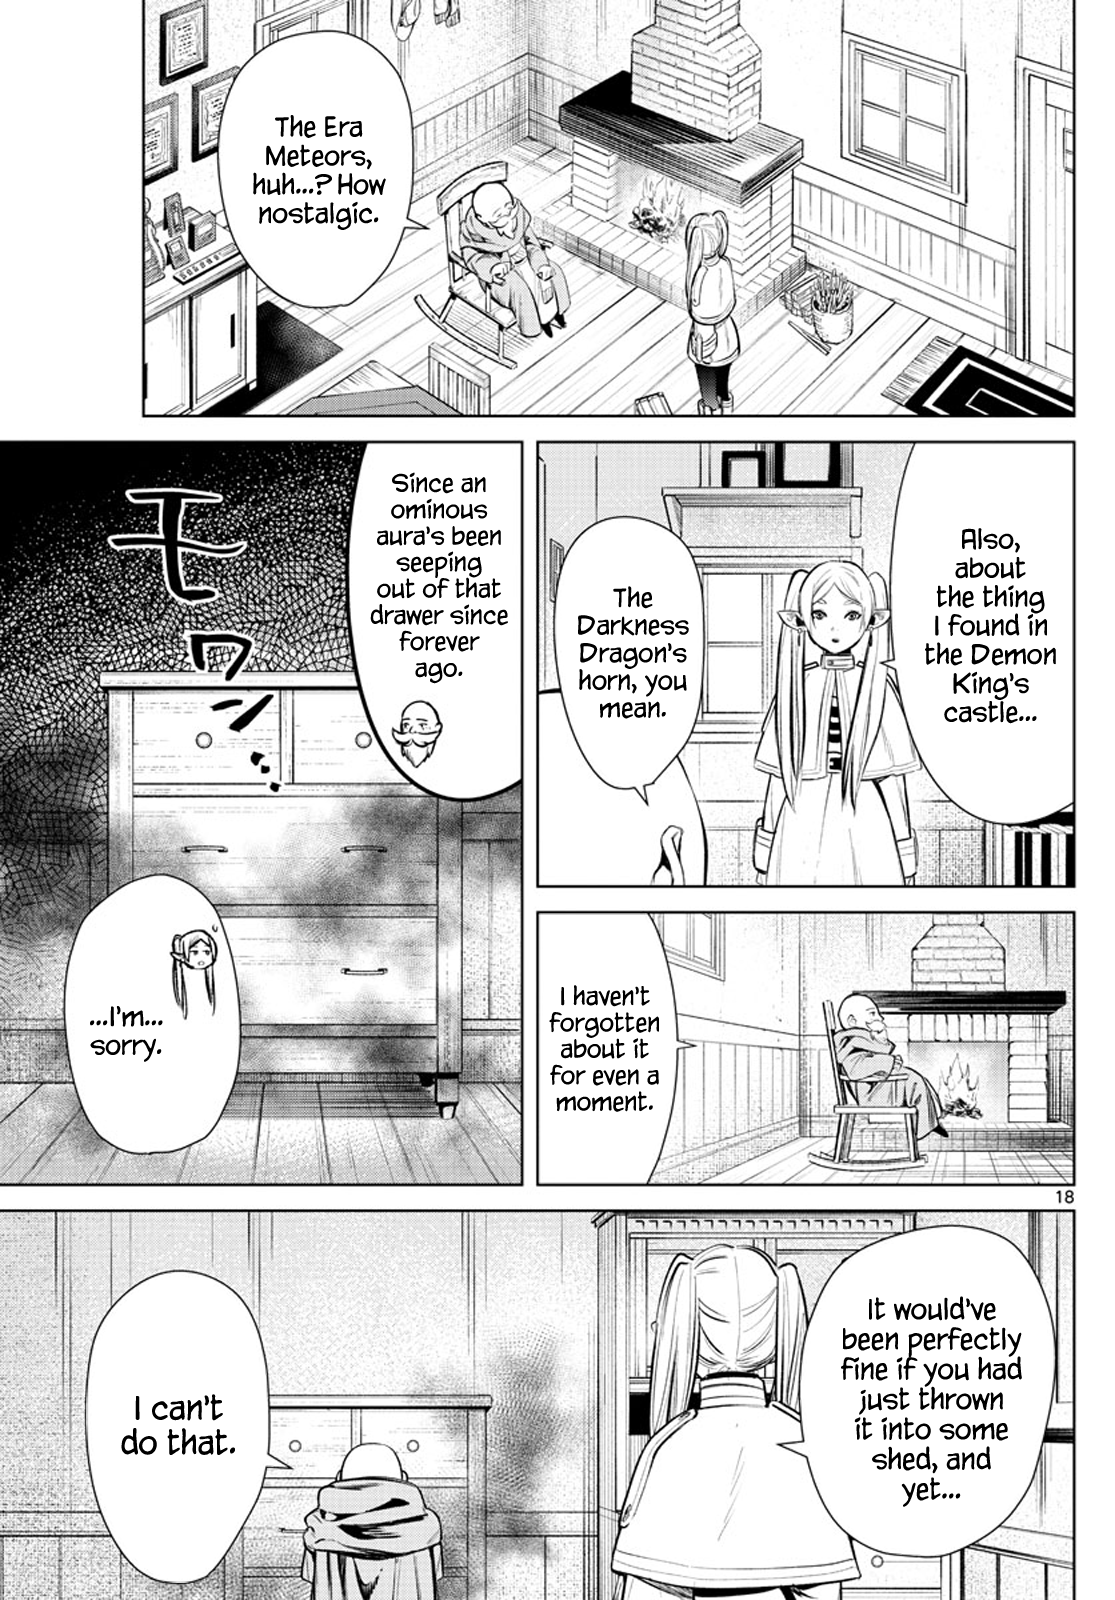 The Era
Meteors,
huh...? How
nostalgic.
Also,
about
the thing
I found in
the Demon
King's
castle...
The
Darkness
Dragon's
horn, you
mean.
I haven't
forgotten
about it
for even a
moment.
Since an
ominous
aura's been
seeping
out of that
drawer since
forever
ago.
モワン...
...I'm...
sorry.
18
It would've
been perfectly
fine if you had
just thrown
it into some
shed, and
yet...
I can't
do that.